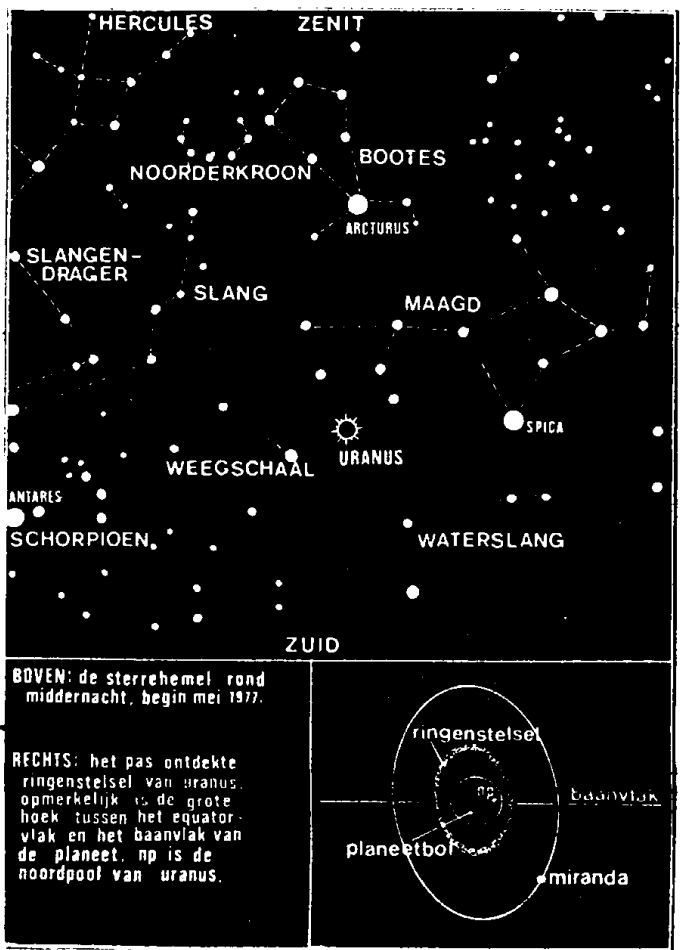 HERCULES
ZENIT
NOORDERKROON
BOOTES
ARCTURUS
SLANGEN-
DRAGER
SLANG
MAAGD
SPICA
URANUS
WEEGSCHAAL
ANTARES
SCHORPIOEN
WATERSLANG
ZUID
BOVEN: de sterrehemel rond
middernacht, begin mei 1977.
RECHTS: het pas ontdekte
ringenstelsel van uranus.
opmerkelijk is de grote
hoek tussen het equator-
vlak en het baanvlak van
de planeet. np is de
noordpool van uranus.
ringenstelsel
np
baanvlak
planeetbol
miranda